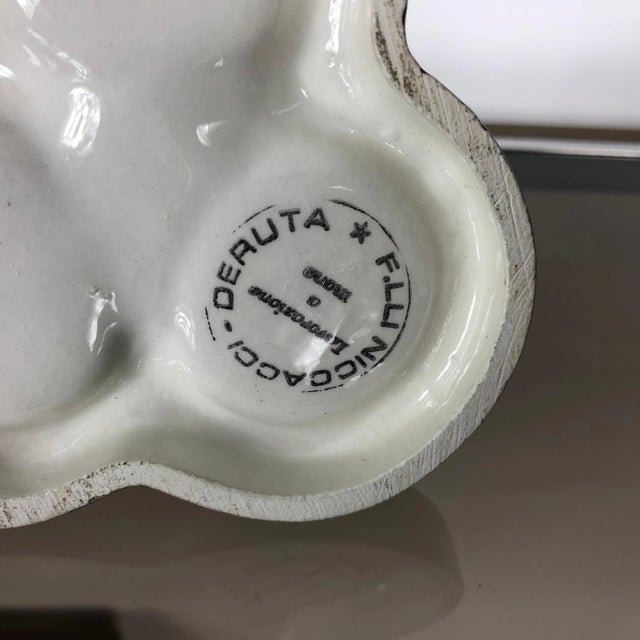 F.LLI NICCACCI - DERUTA ★
Lavorazione
a
mano